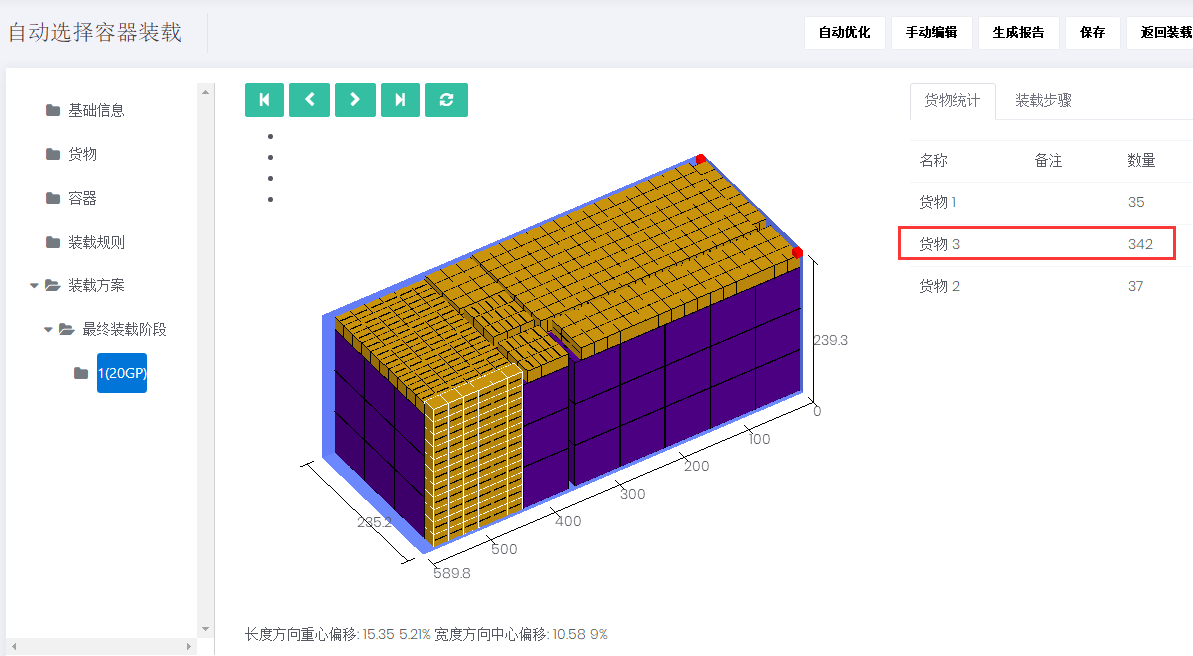 自动选择容器装载
自动优化 手动编辑 生成报告 保存 返回装载
基础信息
货物
容器
装载规则
装载方案
最终装载阶段
1(20GP)
货物统计 装载步骤
名称 备注 数量
货物 1 35
货物 3 342
货物 2 37
239.3
0
100
200
300
400
500
589.8
235.2
长度方向重心偏移: 15.35 5.21% 宽度方向中心偏移: 10.58 9%